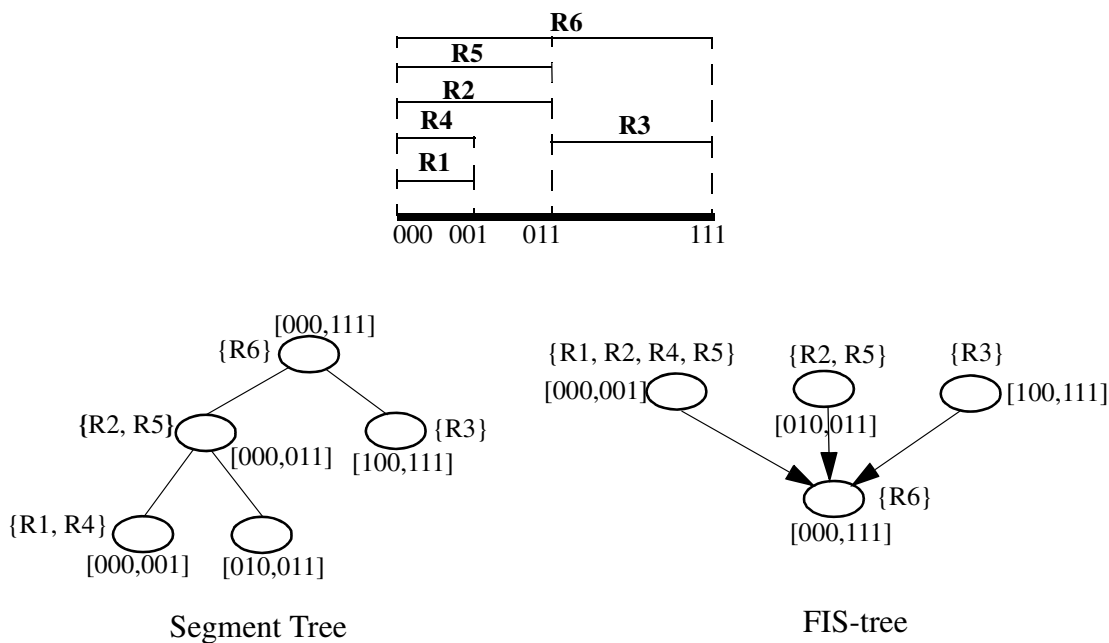 R6
R5
R2
R4
R3
R1
000 001 011 111
[000,111]
{R6}
{R2, R5}
[000,011]
{R3}
[100,111]
{R1, R4}
[000,001]
[010,011]
Segment Tree
{R1, R2, R4, R5}
[000,001]
{R2, R5}
[010,011]
{R3}
[100,111]
{R6}
[000,111]
FIS-tree